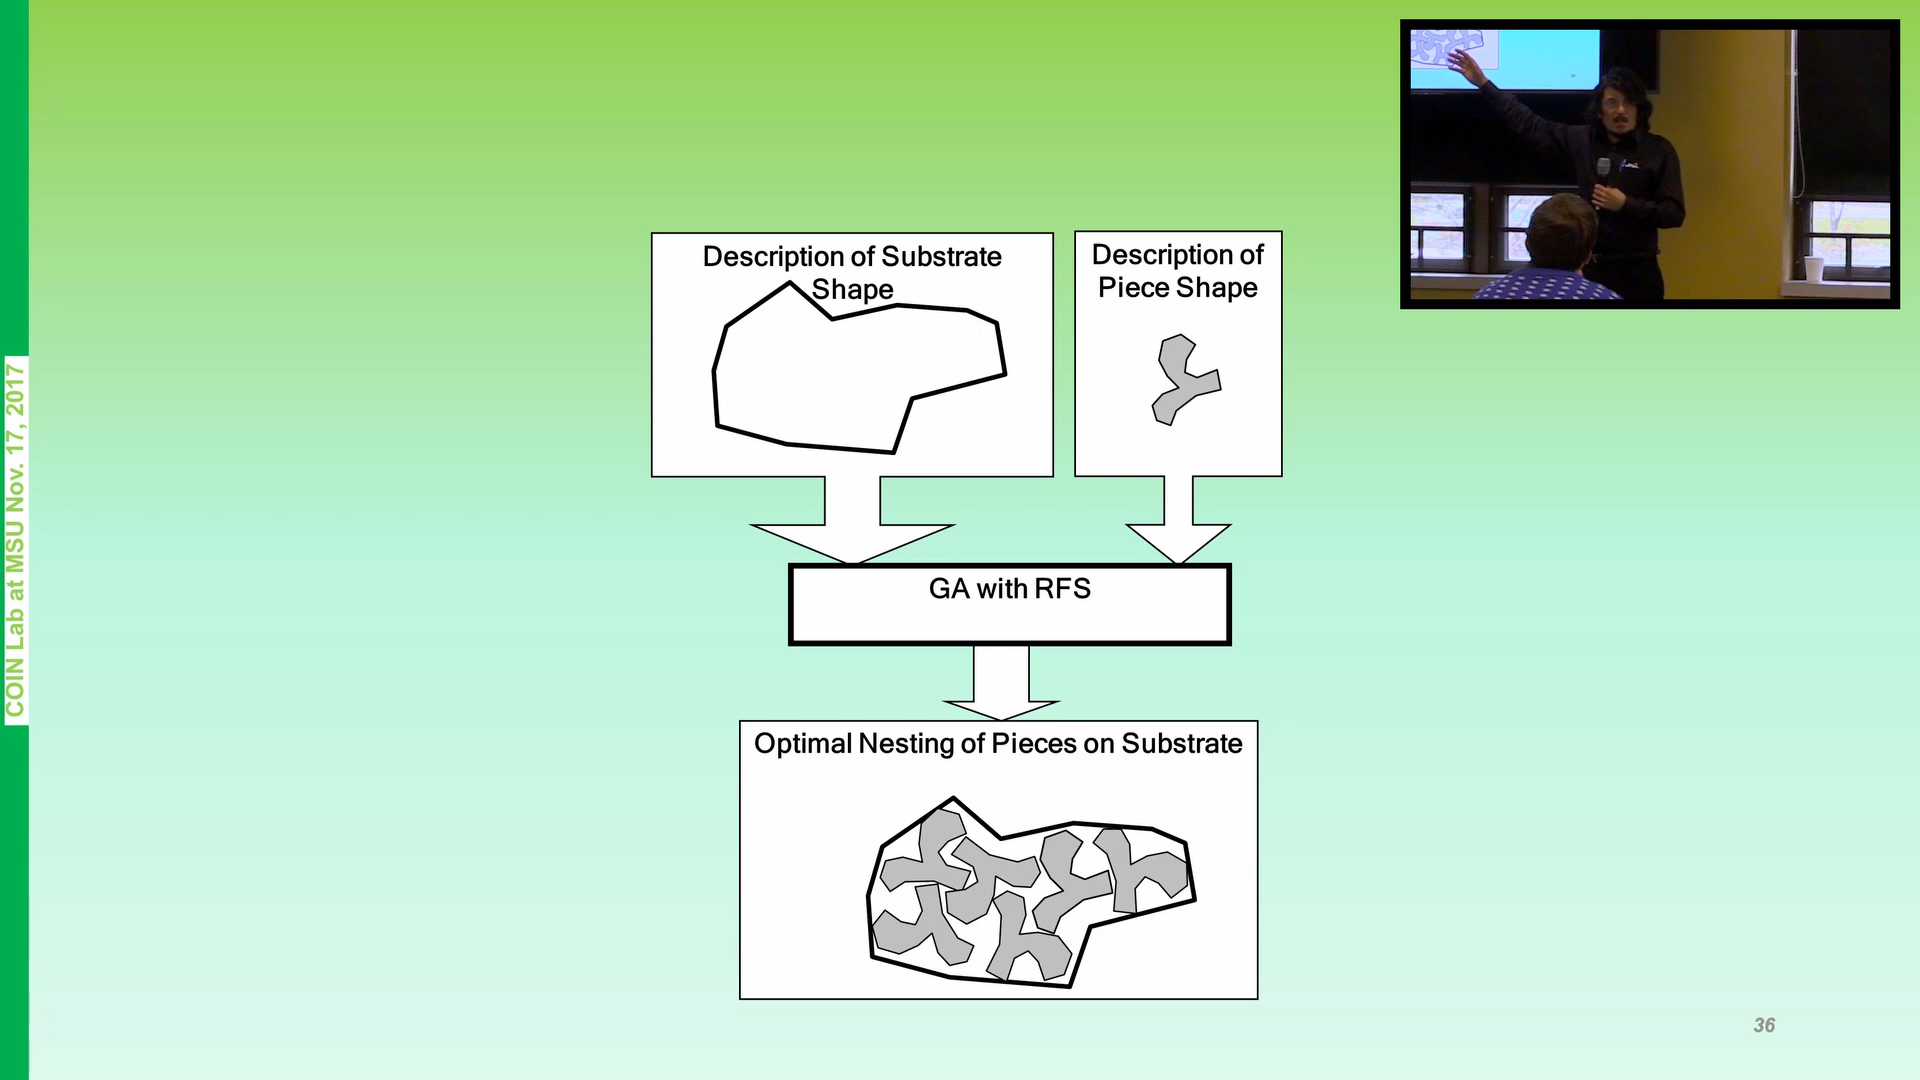 COIN Lab at MSU Nov. 17, 2017
Description of Substrate
Shape
Description of
Piece Shape
GA with RFS
Optimal Nesting of Pieces on Substrate
36